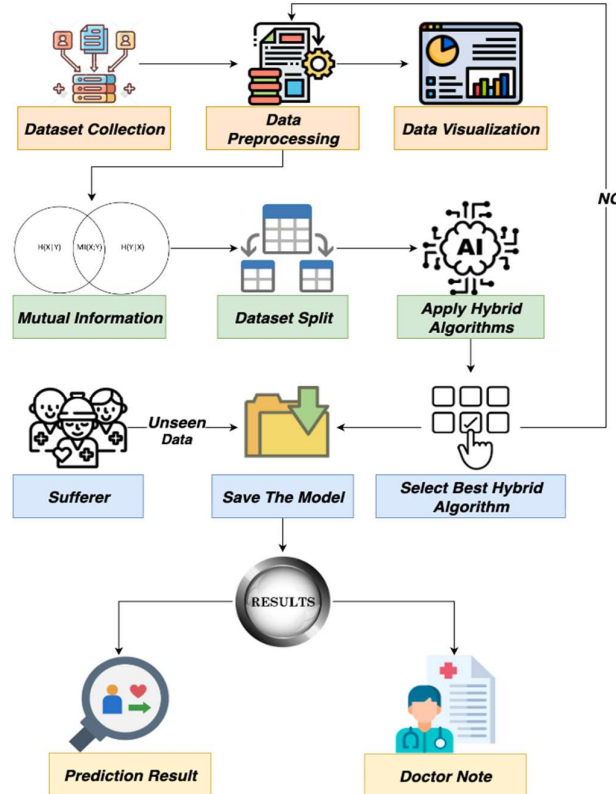 Dataset Collection
Data
Preprocessing
Data Visualization
NO
H(X|Y)
MI(X;Y)
H(Y|X)
Mutual Information
Dataset Split
AI
Apply Hybrid
Algorithms
Unseen
Data
Sufferer
Save The Model
Select Best Hybrid
Algorithm
RESULTS
Prediction Result
Doctor Note